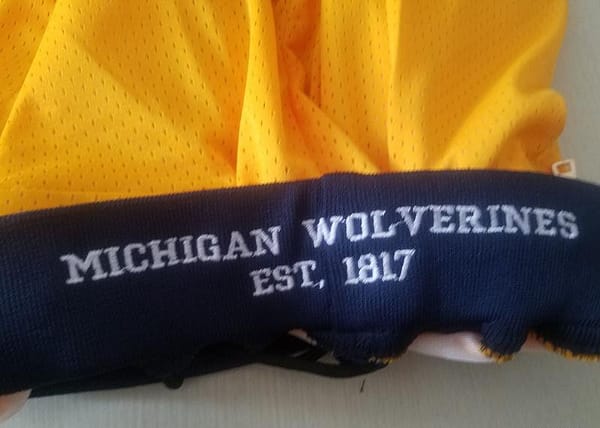 MICHIGAN WOLVERINES
EST, 1817